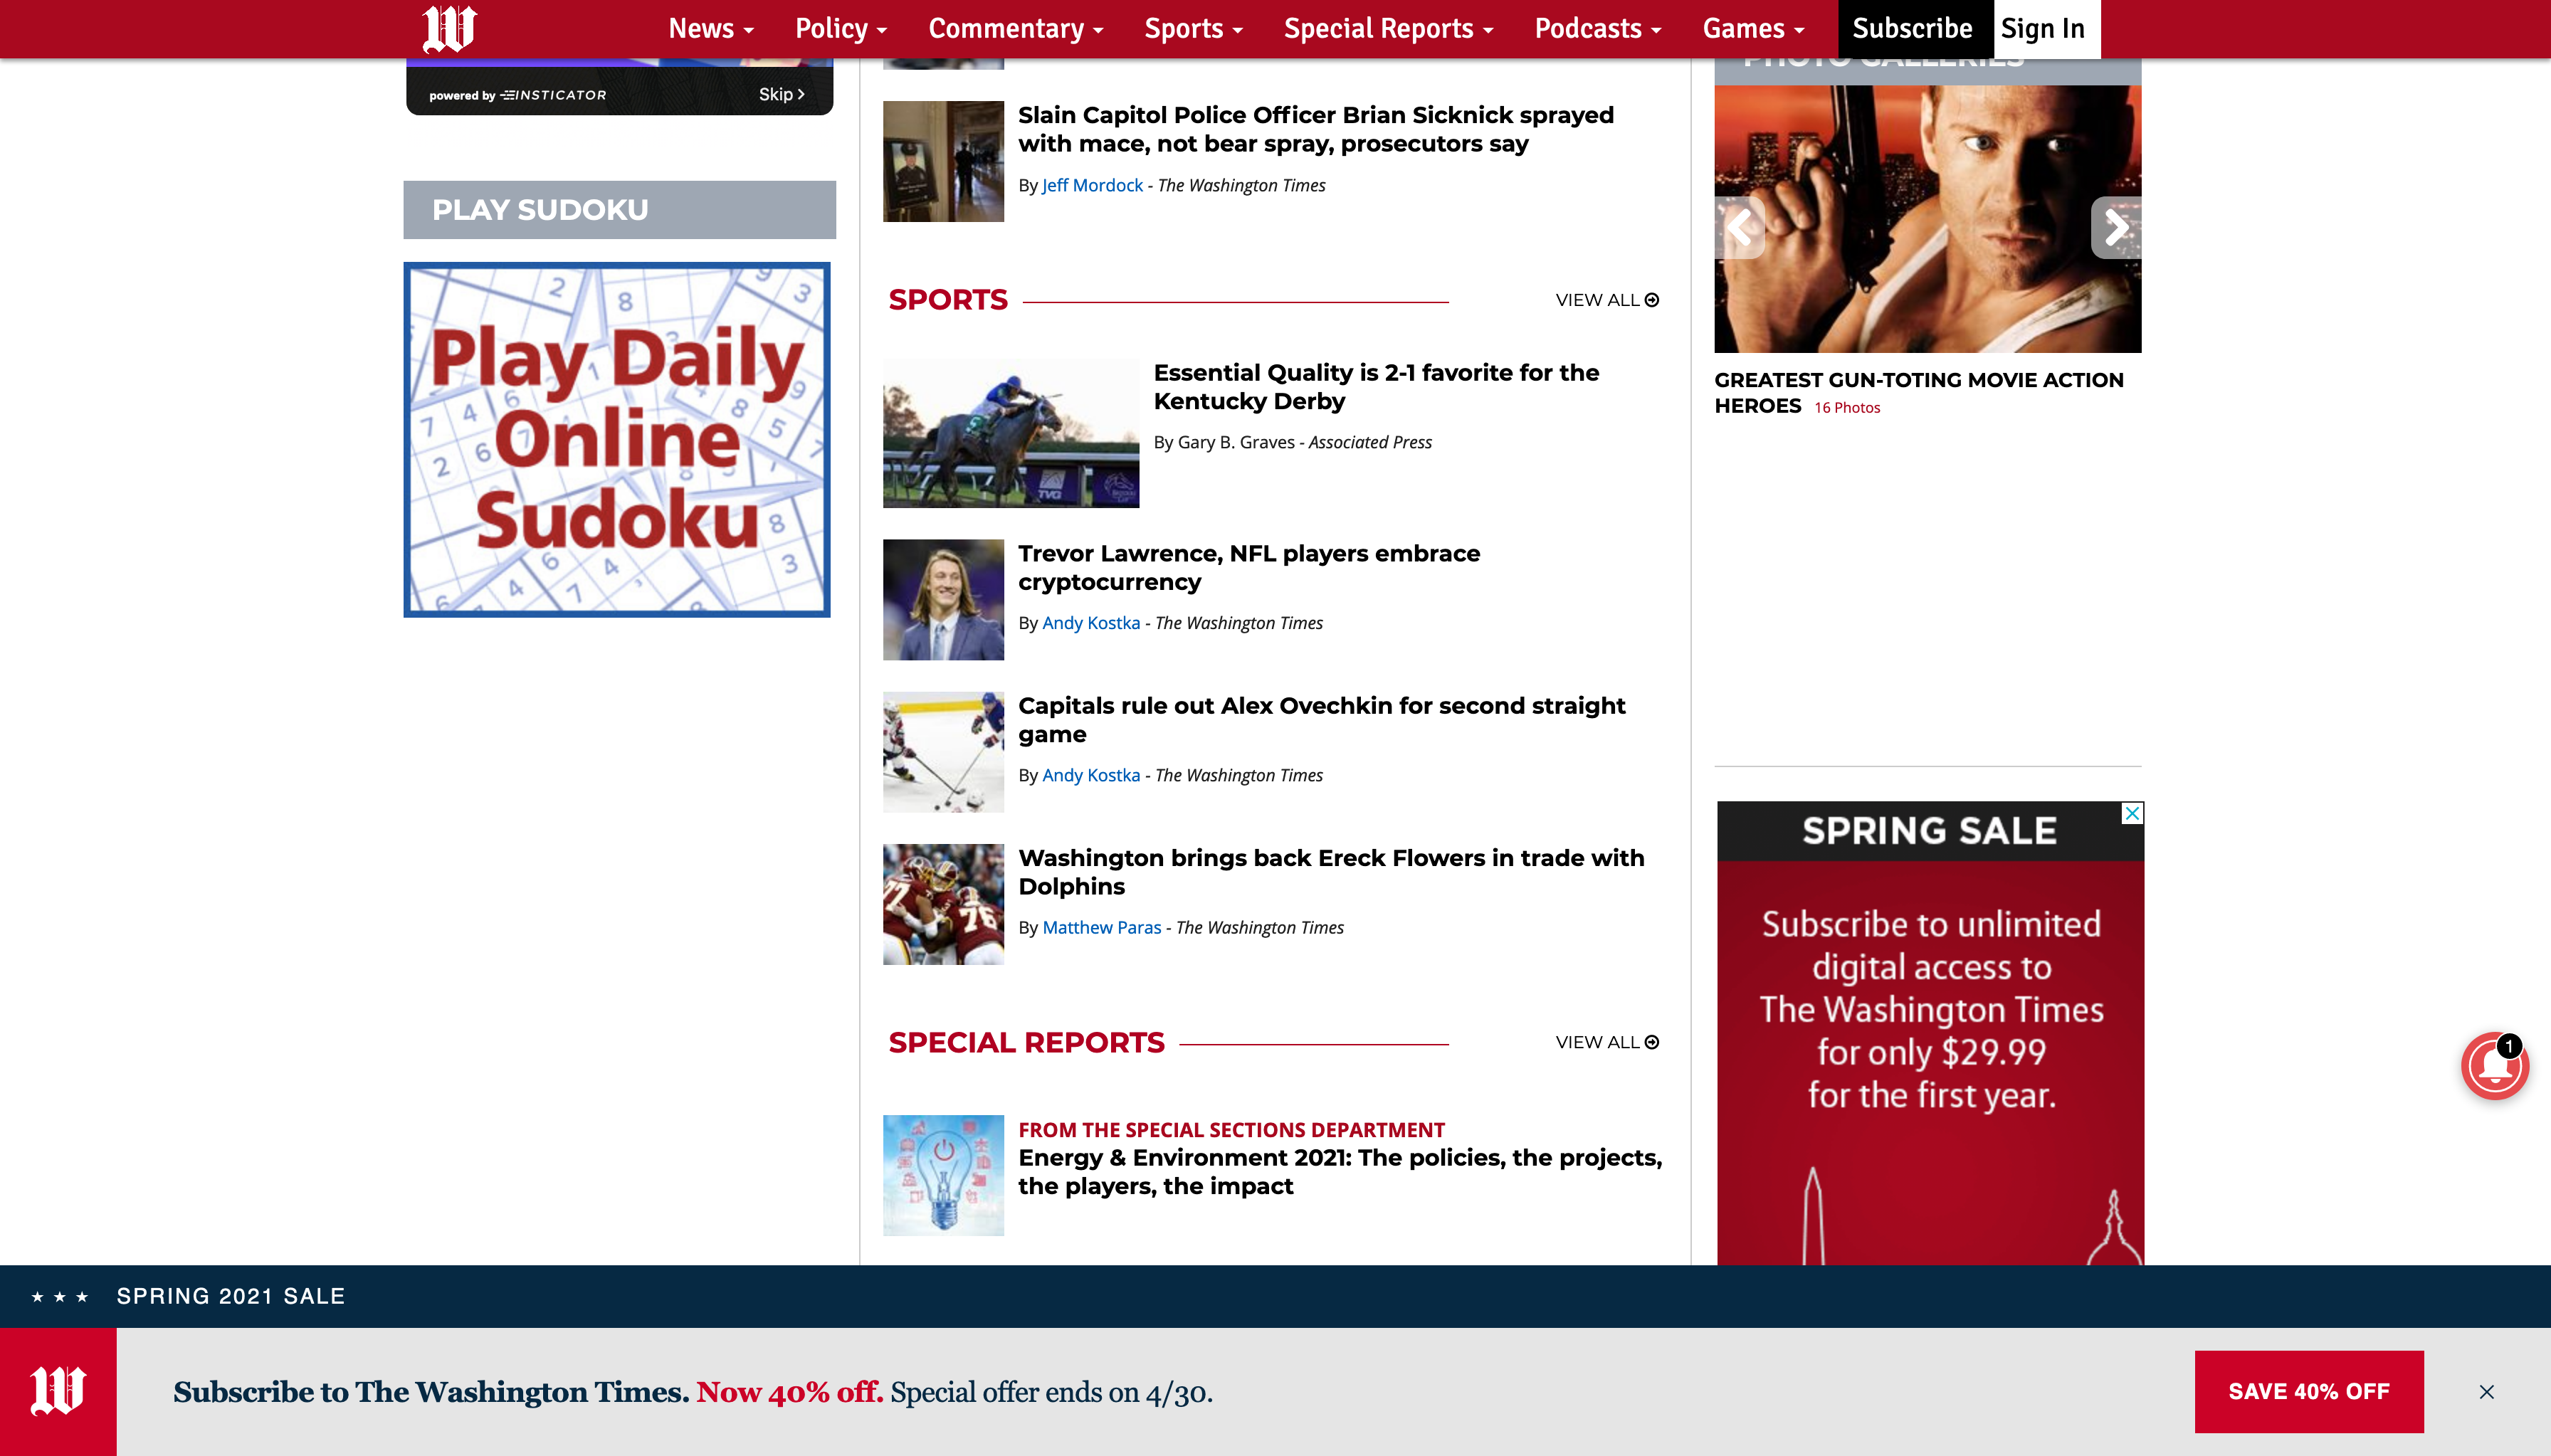 News
Policy
Commentary
Sports
Special Reports
Podcasts
Games
Subscribe
Sign In
powered by INSTICATOR
Skip
PLAY SUDOKU
Play Daily
Online
Sudoku
Slain Capitol Police Officer Brian Sicknick sprayed
with mace, not bear spray, prosecutors say
By Jeff Mordock - The Washington Times
SPORTS
VIEW ALL
Essential Quality is 2-1 favorite for the
Kentucky Derby
By Gary B. Graves - Associated Press
TVG
Trevor Lawrence, NFL players embrace
cryptocurrency
By Andy Kostka - The Washington Times
Capitals rule out Alex Ovechkin for second straight
game
By Andy Kostka - The Washington Times
Washington brings back Ereck Flowers in trade with
Dolphins
By Matthew Paras - The Washington Times
77
76
SPECIAL REPORTS
VIEW ALL
FROM THE SPECIAL SECTIONS DEPARTMENT
Energy & Environment 2021: The policies, the projects,
the players, the impact
PHOTO GALLERIES
GREATEST GUN-TOTING MOVIE ACTION
HEROES 16 Photos
SPRING SALE
Subscribe to unlimited
digital access to
The Washington Times
for only $29.99
for the first year.
1
★ ★ ★ SPRING 2021 SALE
W
Subscribe to The Washington Times. Now 40% off. Special offer ends on 4/30.
SAVE 40% OFF